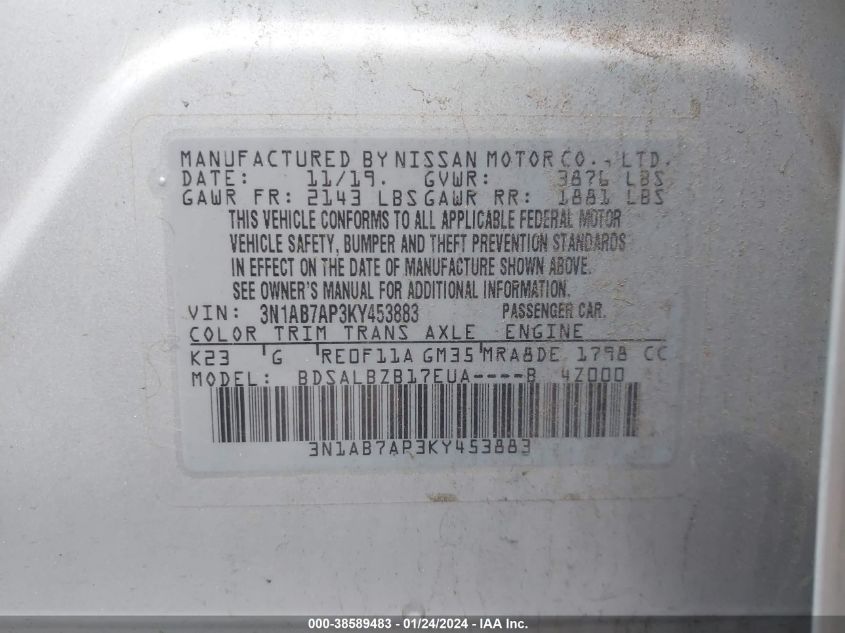 MANUFACTURED BY NISSAN MOTOR CO., LTD.
DATE: 11/19. GVWR: 3876 LBS
GAWR FR: 2143 LBS GAWR RR: 1881 LBS
THIS VEHICLE CONFORMS TO ALL APPLICABLE FEDERAL MOTOR
VEHICLE SAFETY, BUMPER AND THEFT PREVENTION STANDARDS
IN EFFECT ON THE DATE OF MANUFACTURE SHOWN ABOVE.
SEE OWNER'S MANUAL FOR ADDITIONAL INFORMATION.
VIN: 3N1AB7AP3KY453883 PASSENGER CAR.
COLOR TRIM TRANS AXLE ENGINE
K23 G RE0F11A GM35 MRA8DE 1798 CC
MODEL: BDSALBZB17EUA----B 4Z000
3N1AB7AP3KY453883
000-38589483 - 01/24/2024 - IAA Inc.